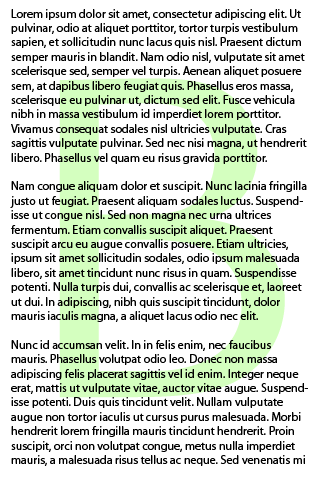 Lorem ipsum dolor sit amet, consectetur adipiscing elit. Ut
pulvinar, odio at aliquet porttitor, tortor turpis vestibulum
sapien, et sollicitudin nunc lacus quis nisl. Praesent dictum
semper mauris in blandit. Nam odio nisl, vulputate sit amet
scelerisque sed, semper vel turpis. Aenean aliquet posuere
sem, at dapibus libero feugiat quis. Phasellus eros massa,
scelerisque eu pulvinar ut, dictum sed elit. Fusce vehicula
nibh in massa vestibulum id imperdiet lorem porttitor.
Vivamus consequat sodales nisl ultricies vulputate. Cras
sagittis vulputate pulvinar. Sed nec nisi magna, ut hendrerit
libero. Phasellus vel quam eu risus gravida porttitor.
Nam congue aliquam dolor et suscipit. Nunc lacinia fringilla
justo ut feugiat. Praesent aliquam sodales luctus. Suspend-
isse ut congue nisl. Sed non magna nec urna ultrices
fermentum. Etiam convallis suscipit aliquet. Praesent
suscipit arcu eu augue convallis posuere. Etiam ultricies,
ipsum sit amet sollicitudin sodales, odio ipsum malesuada
libero, sit amet tincidunt nunc risus in quam. Suspendisse
potenti. Nulla turpis dui, convallis ac scelerisque et, laoreet
ut dui. In adipiscing, nibh quis suscipit tincidunt, dolor
mauris iaculis magna, a aliquet lacus odio nec elit.
Nunc id accumsan velit. In in felis enim, nec faucibus
mauris. Phasellus volutpat odio leo. Donec non massa
adipiscing felis placerat sagittis vel id enim. Integer neque
erat, mattis ut vulputate vitae, auctor vitae augue. Suspend-
isse potenti. Duis quis tincidunt velit. Nullam vulputate
augue non tortor iaculis ut cursus purus malesuada. Morbi
hendrerit lorem fringilla mauris tincidunt hendrerit. Proin
suscipit, orci non volutpat congue, metus nulla imperdiet
mauris, a malesuada risus tellus ac neque. Sed venenatis mi